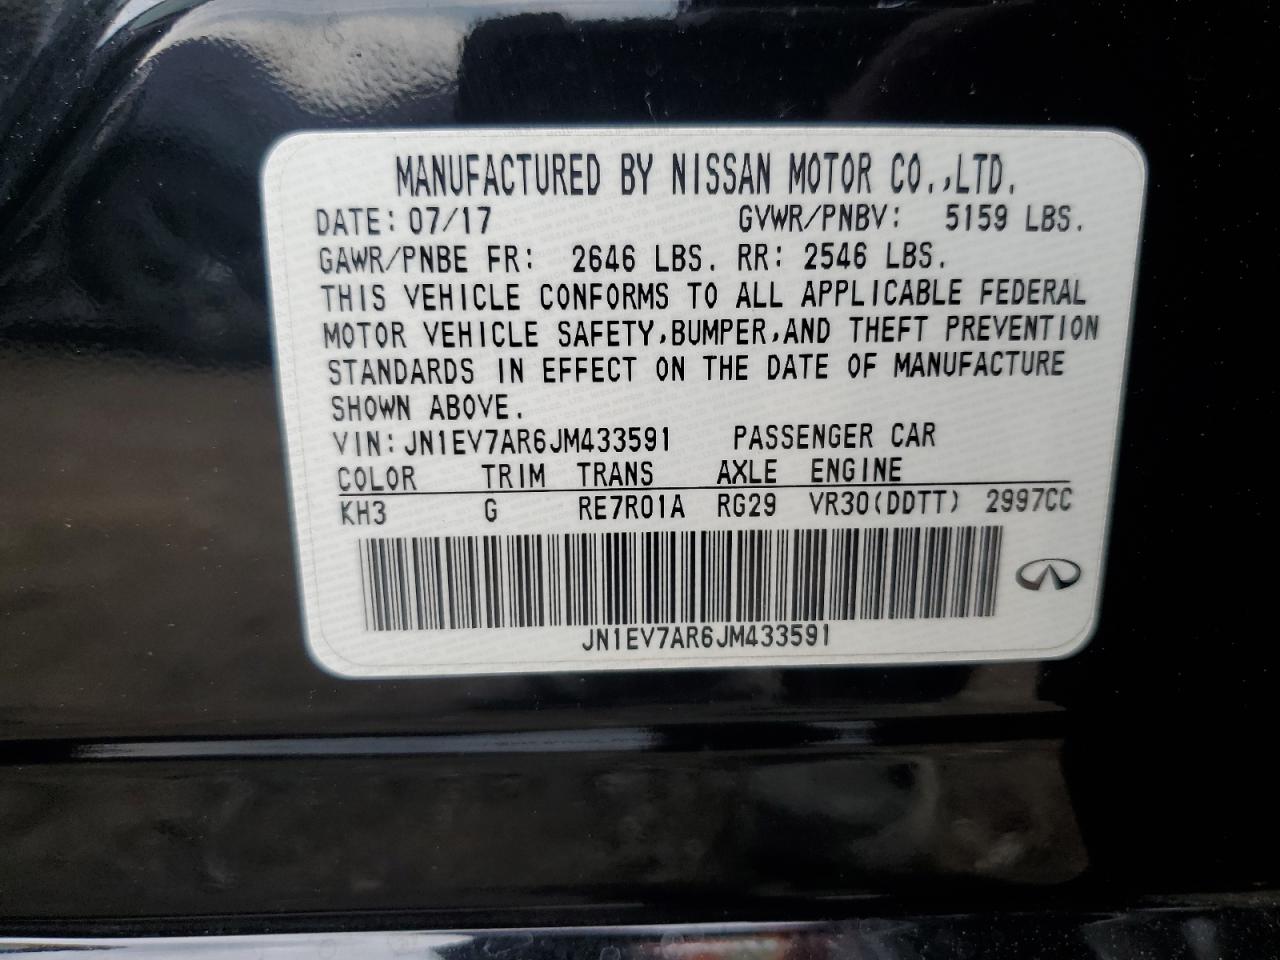 MANUFACTURED BY NISSAN MOTOR CO.,LTD.
DATE: 07/17 GVWR/PNBV: 5159 LBS.
GAWR/PNBE FR: 2646 LBS. RR: 2546 LBS.
THIS VEHICLE CONFORMS TO ALL APPLICABLE FEDERAL
MOTOR VEHICLE SAFETY,BUMPER,AND THEFT PREVENTION
STANDARDS IN EFFECT ON THE DATE OF MANUFACTURE
SHOWN ABOVE.
VIN:JN1EV7AR6JM433591 PASSENGER CAR
COLOR TRIM TRANS AXLE ENGINE
KH3 G RE7R01A RG29 VR30(DDTT) 2997CC
JN1EV7AR6JM433591